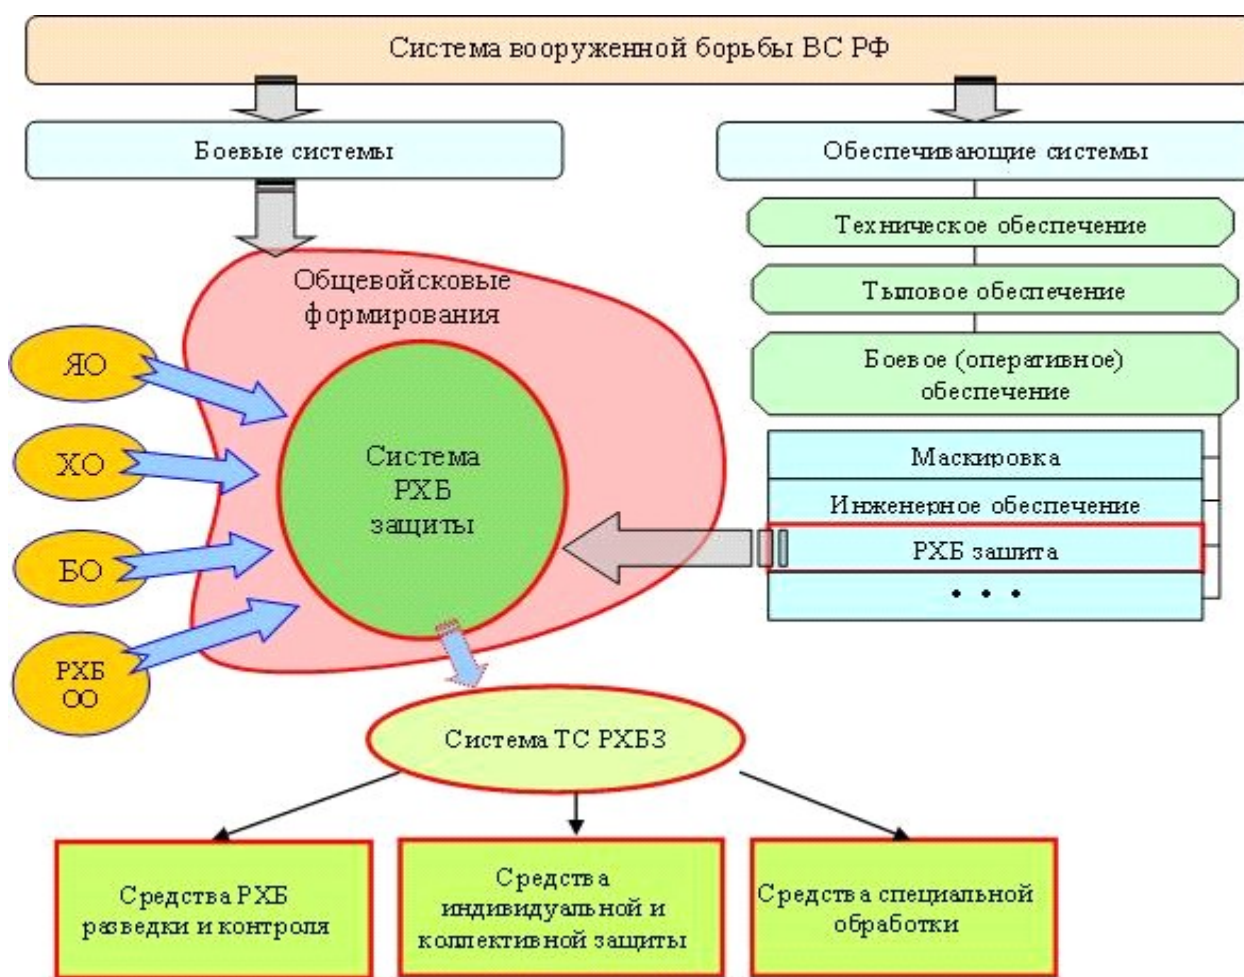 Система вооруженной борьбы ВС РФ
Боевые системы
Обеспечивающие системы
Техническое обеспечение
Тыловое обеспечение
Боевое (оперативное)
обеспечение
Маскировка
Инженерное обеспечение
РХБ защита
• • •
Общевойсковые
формирования
ЯО
ХО
БО
РХБ
ОО
Система
РХБ
защиты
Система ТС РХБЗ
Средства РХБ
разведки и контроля
Средства
индивидуальной и
коллективной защиты
Средства специальной
обработки